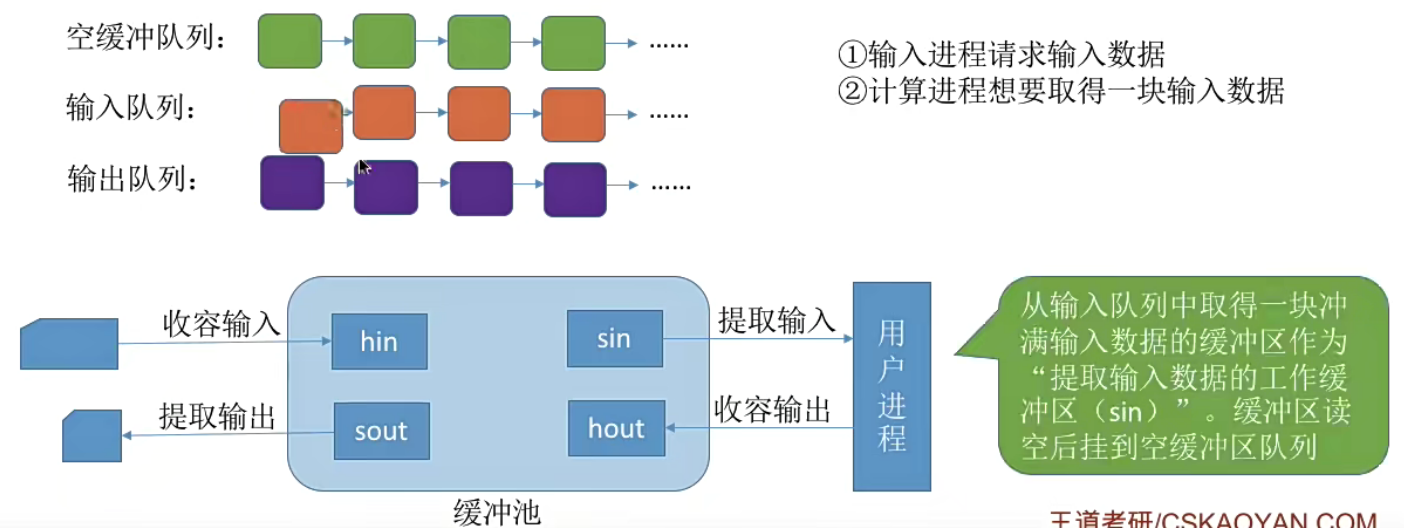 空缓冲队列：
......
输入队列：
......
输出队列：
......
①输入进程请求输入数据
②计算进程想要取得一块输入数据
收容输入
hin
sin
提取输入
提取输出
sout
hout
收容输出
用户进程
缓冲池
从输入队列中取得一块冲
满输入数据的缓冲区作为
“提取输入数据的工作缓
冲区（sin）”。缓冲区读
空后挂到空缓冲区队列
王道考研/CSKAOYAN.COM